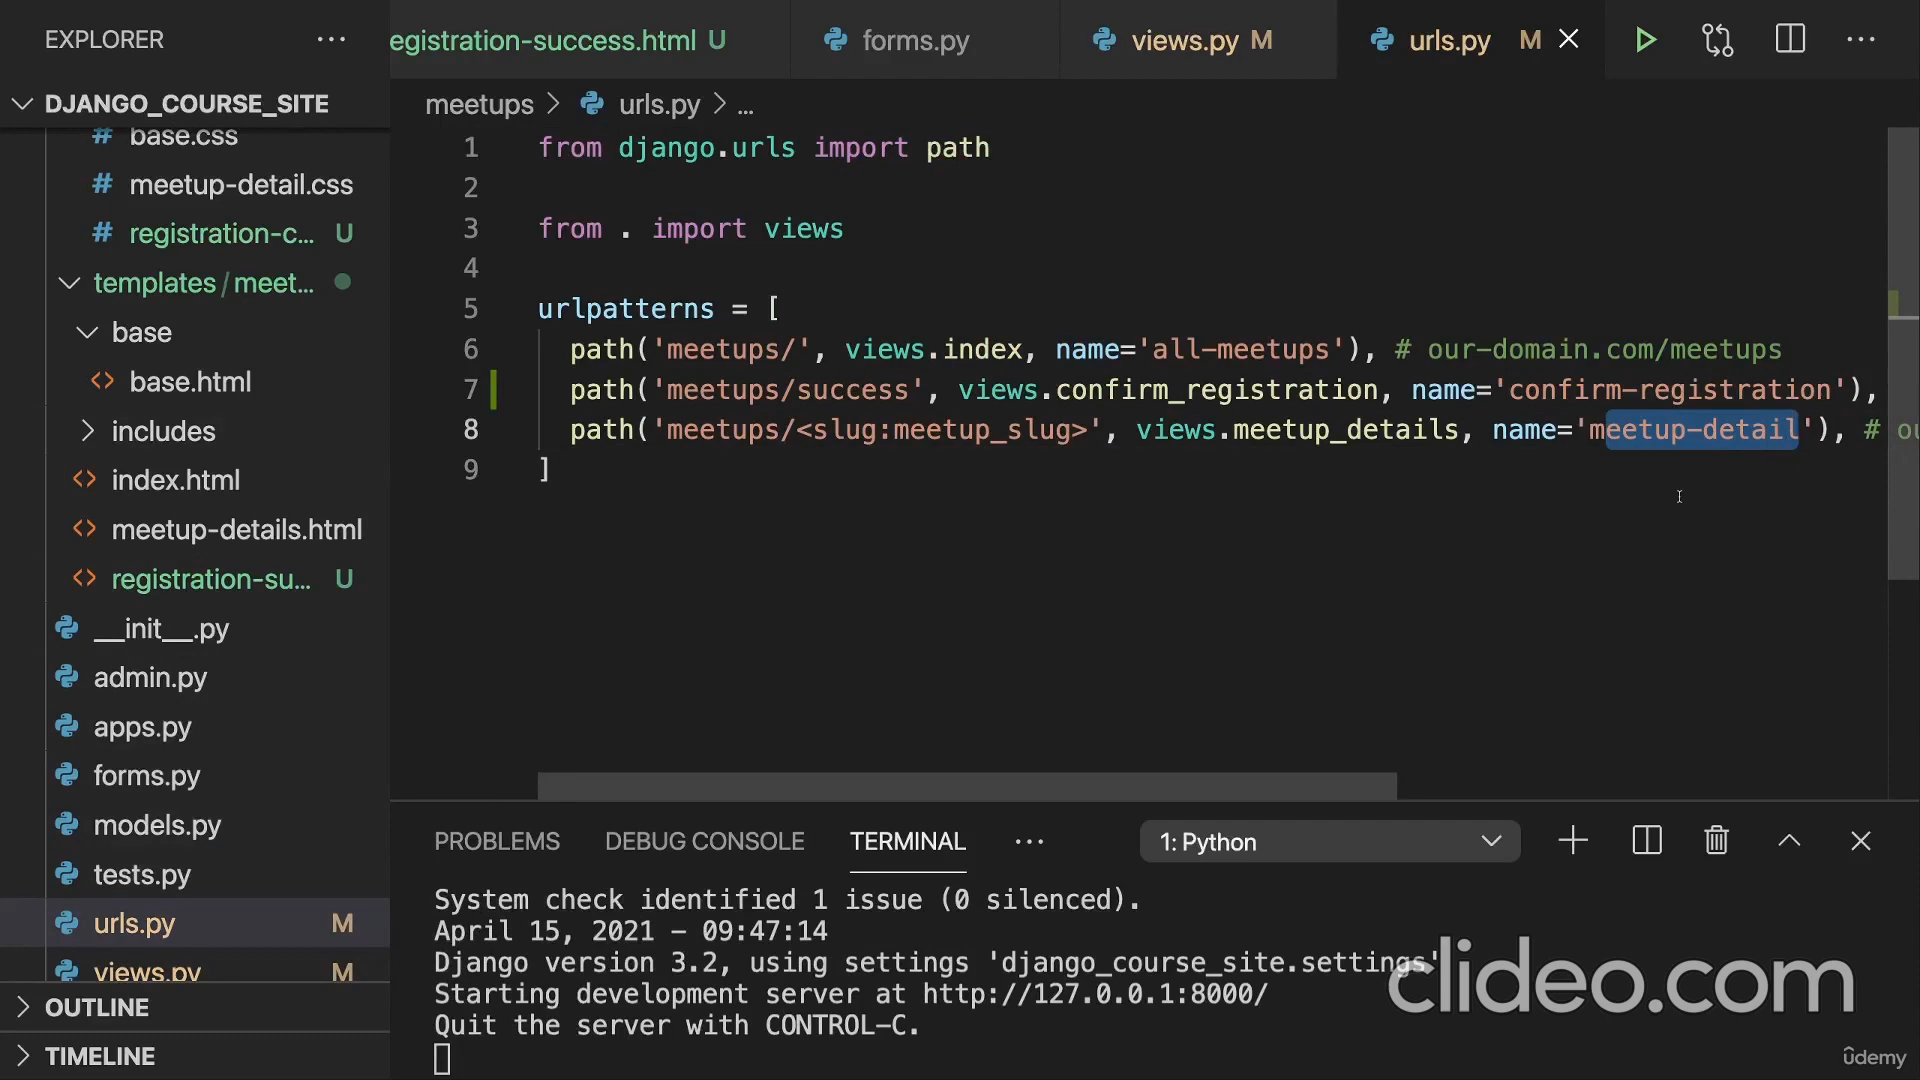 EXPLORER
···
DJANGO_COURSE_SITE
# base.css
# meetup-detail.css
# registration-c... U
templates/meet...
base
<> base.html
includes
<> index.html
<> meetup-details.html
<> registration-su... U
__init__.py
admin.py
apps.py
forms.py
models.py
tests.py
urls.py M
views.py M
OUTLINE
TIMELINE
egistration-success.html U
forms.py
views.py M
urls.py M
meetups > urls.py > ...
1 from django.urls import path
2
3 from . import views
4
5 urlpatterns = [
6 path('meetups/', views.index, name='all-meetups'), # our-domain.com/meetups
7 path('meetups/success', views.confirm_registration, name='confirm-registration'),
8 path('meetups/<slug:meetup_slug>', views.meetup_details, name='meetup-detail'), # ou
9 ]
PROBLEMS DEBUG CONSOLE TERMINAL ··· 1: Python
System check identified 1 issue (0 silenced).
April 15, 2021 - 09:47:14
Django version 3.2, using settings 'django_course_site.settings'
Starting development server at http://127.0.0.1:8000/
Quit the server with CONTROL-C.
clideo.com
ûdemy